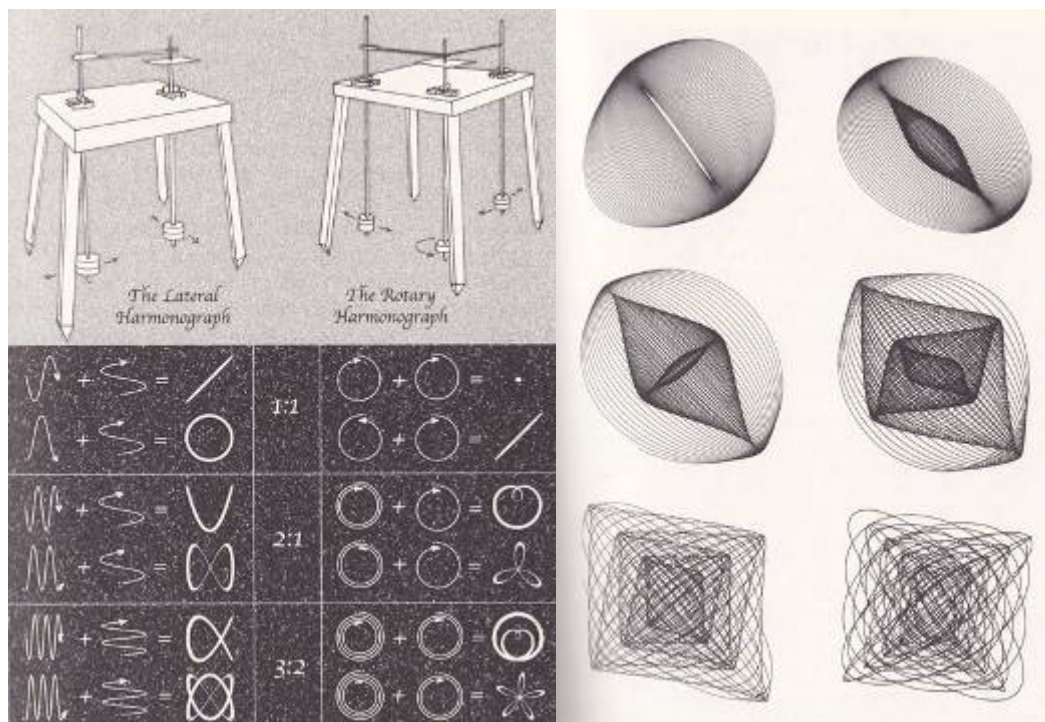 The Lateral
Harmonograph
The Rotary
Harmonograph
+ =
1:1
+ + =
+ =
+ =
+ =
2:1
+ =
+ =
+ =
+ =
3:2
+ =
+ =
+ =